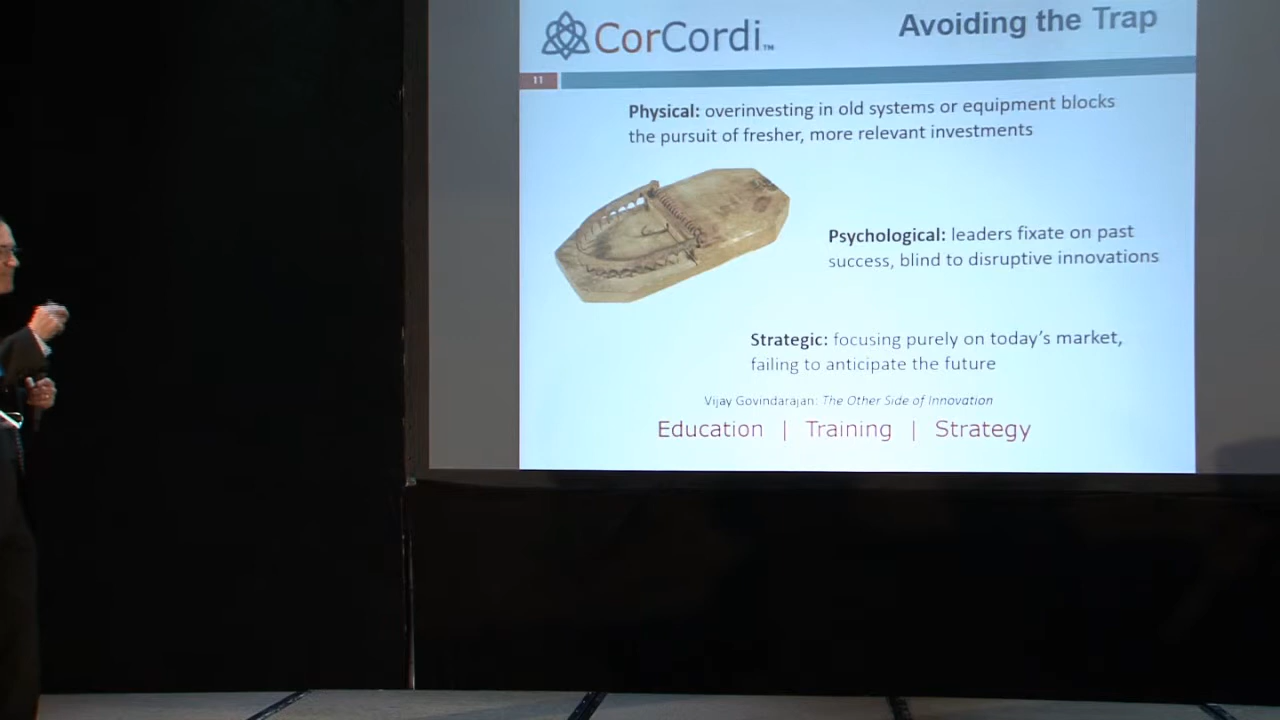 CorCordi™
Avoiding the Trap
11
Physical: overinvesting in old systems or equipment blocks
the pursuit of fresher, more relevant investments
Psychological: leaders fixate on past
success, blind to disruptive innovations
Strategic: focusing purely on today's market,
failing to anticipate the future
Vijay Govindarajan: The Other Side of Innovation
Education | Training | Strategy